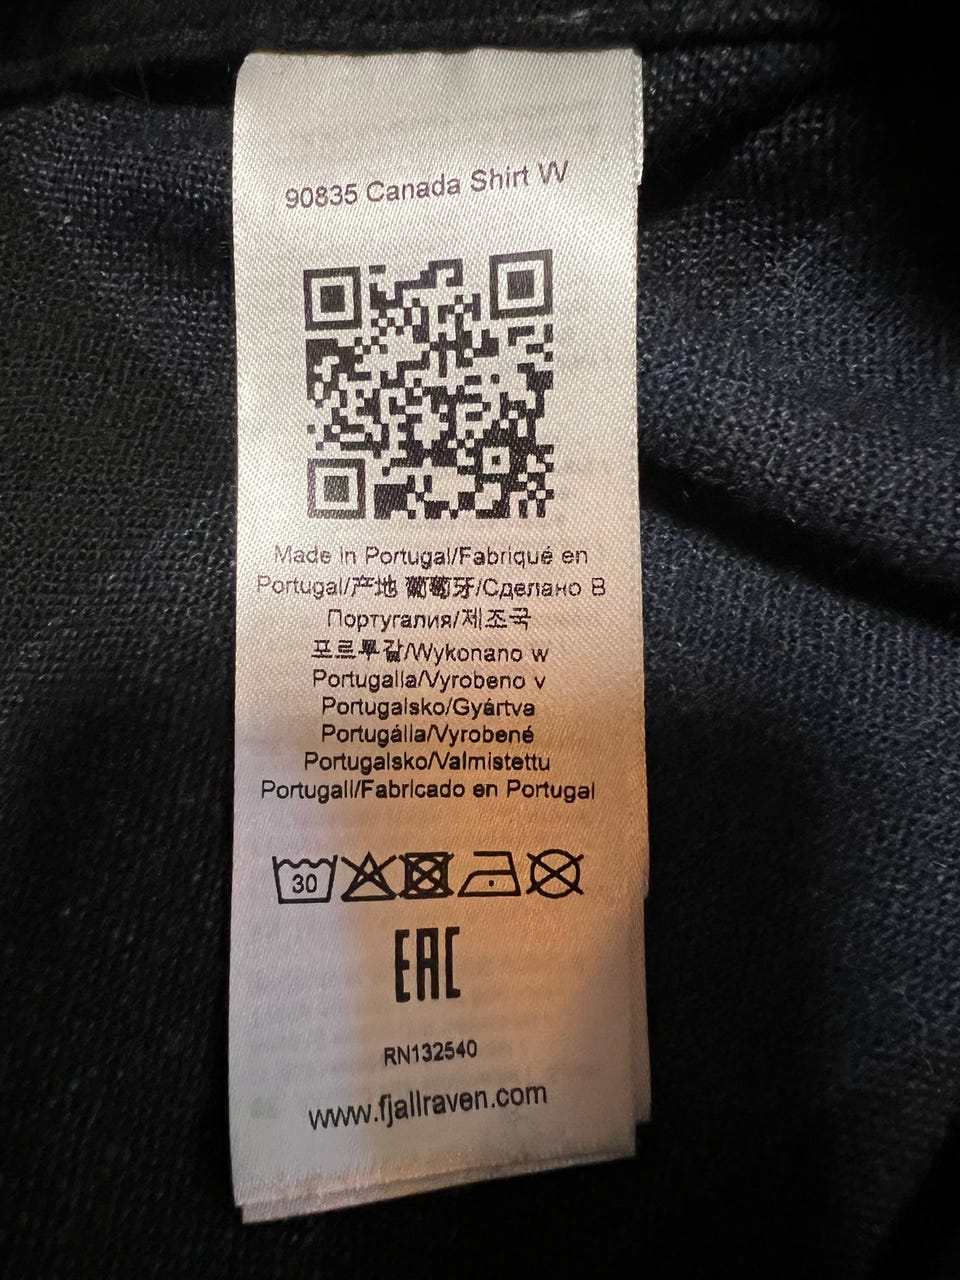 90835 Canada Shirt W
Made in Portugal/Fabriqué en
Portugal/产地 葡萄牙/Сделано В
Португалия/제조국
포르투갈/Wykonano w
Portugalia/Vyrobeno v
Portugalsko/Gyártva
Portugália/Vyrobené
Portugalsko/Valmistettu
Portugali/Fabricado en Portugal
30
EAC
RN132540
www.fjallraven.com